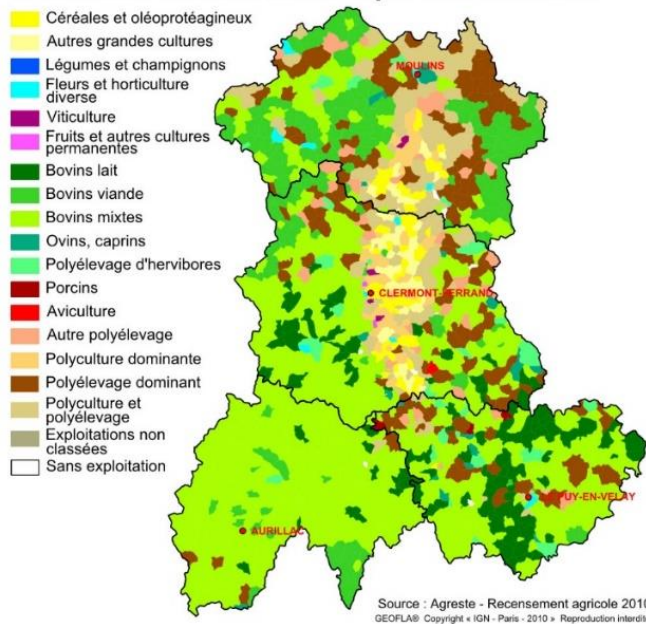 Céréales et oléoprotéagineux
Autres grandes cultures
Légumes et champignons
Fleurs et horticulture
diverse
Viticulture
Fruits et autres cultures
permanentes
Bovins lait
Bovins viande
Bovins mixtes
Ovins, caprins
Polyélevage d'hervibores
Porcins
Aviculture
Autre polyélevage
Polyculture dominante
Polyélevage dominant
Polyculture et
polyélevage
Exploitations non
classées
Sans exploitation
MOULINS
CLERMONT-FERRAND
PUY-EN-VELAY
AURILLAC
Source : Agreste - Recensement agricole 2010
GEOFLA® Copyright « IGN - Paris - 2010 » Reproduction interdite